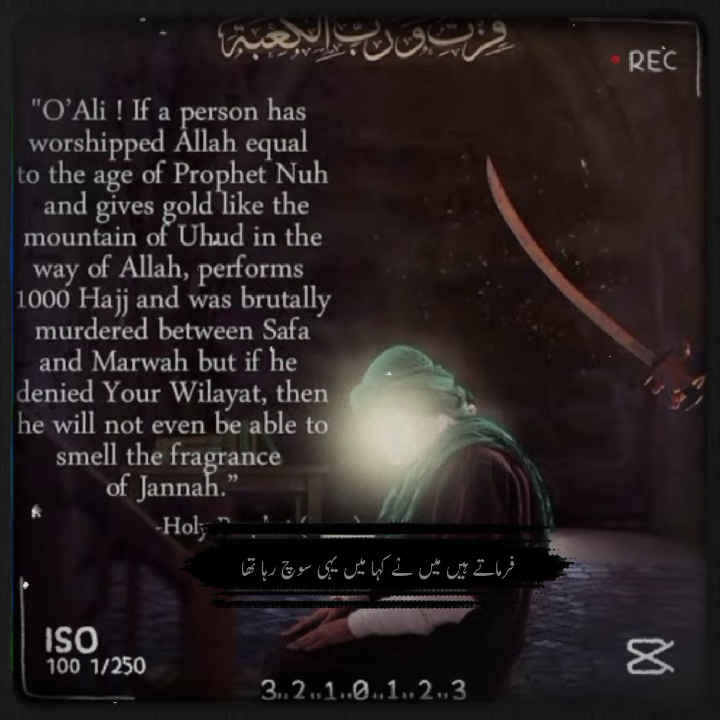 فزت ورب الكعبة
REC
"O'Ali ! If a person has
worshipped Allah equal
to the age of Prophet Nuh
and gives gold like the
mountain of Uhud in the
way of Allah, performs
1000 Hajj and was brutally
murdered between Safa
and Marwah but if he
denied Your Wilayat, then
he will not even be able to
smell the fragrance
of Jannah.”
-Holy
فرماتے ہیں میں نے کہا میں یہی سوچ رہا تھا
ISO
100 1/250
3..2..1..0..1..2..3